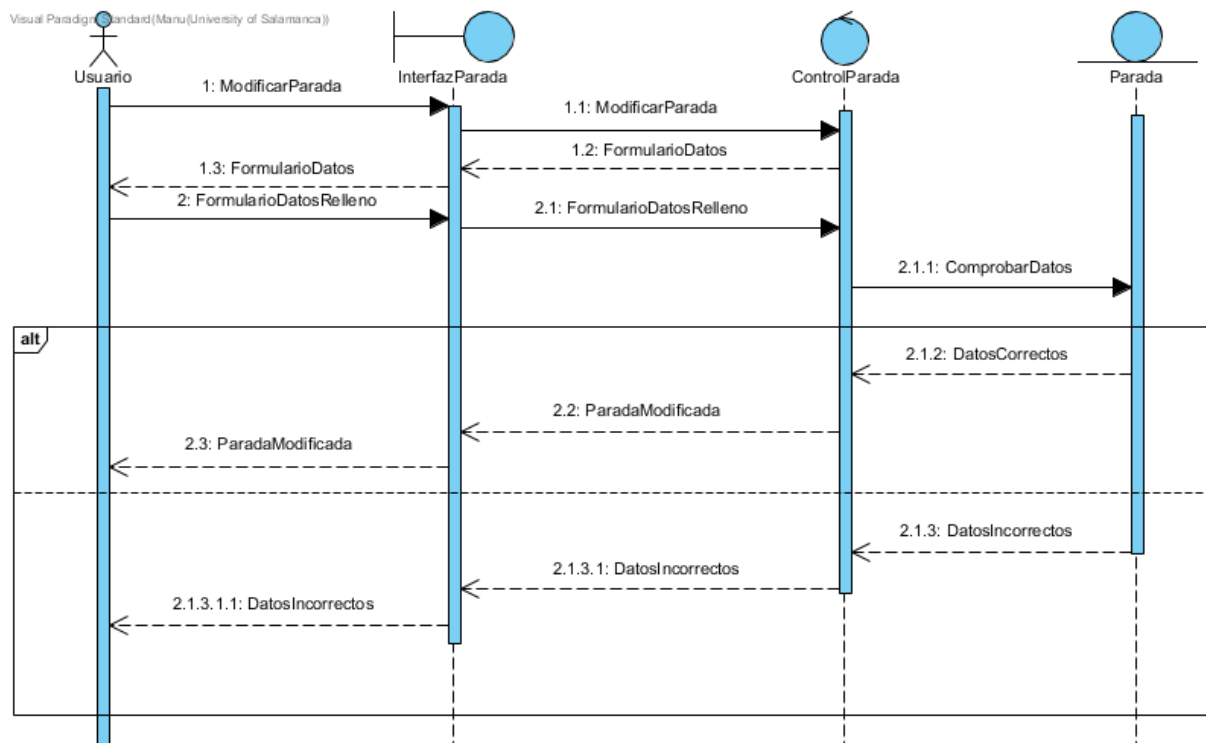 Visual Paradigm Standard(Manu(University of Salamanca))
Usuario
InterfazParada
ControlParada
Parada
1: ModificarParada
1.1: ModificarParada
1.2: FormularioDatos
1.3: FormularioDatos
2: FormularioDatosRelleno
2.1: FormularioDatosRelleno
2.1.1: ComprobarDatos
alt
2.1.2: DatosCorrectos
2.2: ParadaModificada
2.3: ParadaModificada
2.1.3: DatosIncorrectos
2.1.3.1: DatosIncorrectos
2.1.3.1.1: DatosIncorrectos